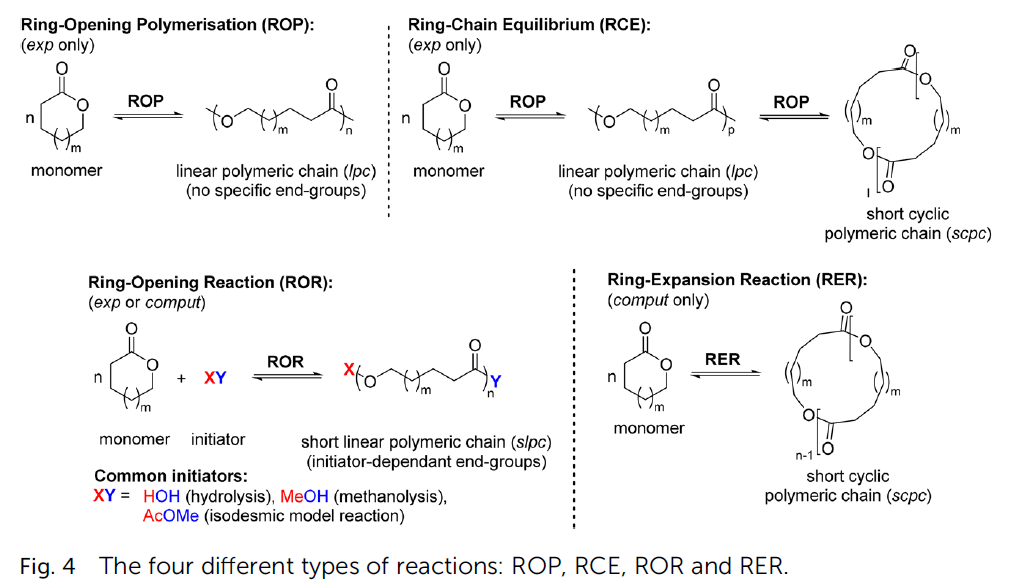 Ring-Opening Polymerisation (ROP):
(exp only)
O
O
n
( )m
monomer
ROP
( O ( )m O )n
linear polymeric chain (lpc)
(no specific end-groups)
Ring-Chain Equilibrium (RCE):
(exp only)
O
O
n
( )m
monomer
ROP
( O ( )m O )p
linear polymeric chain (lpc)
(no specific end-groups)
ROP
O
O
( )m
( )m
O
l
O
short cyclic
polymeric chain (scpc)
Ring-Opening Reaction (ROR):
(exp or comput)
O
O
n
( )m
+ XY
monomer initiator
ROR
X ( O ( )m O )n Y
short linear polymeric chain (slpc)
(initiator-dependant end-groups)
Common initiators:
XY = HOH (hydrolysis), MeOH (methanolysis),
AcOMe (isodesmic model reaction)
Ring-Expansion Reaction (RER):
(comput only)
O
O
n
( )m
monomer
RER
O
O
( )m
( )m
O
n-1
O
short cyclic
polymeric chain (scpc)
Fig. 4 The four different types of reactions: ROP, RCE, ROR and RER.